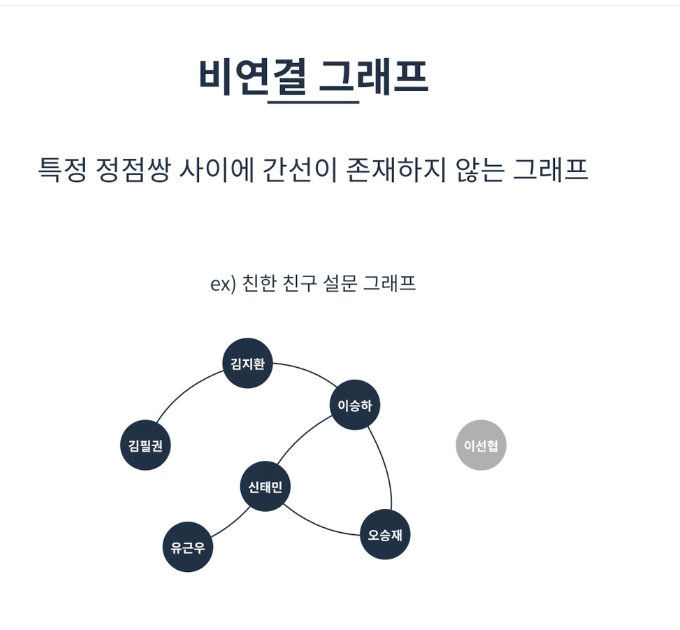 비연결 그래프
특정 정점쌍 사이에 간선이 존재하지 않는 그래프
ex) 친한 친구 설문 그래프
김지환
이승하
김필권
이선협
신태민
오승재
유근우